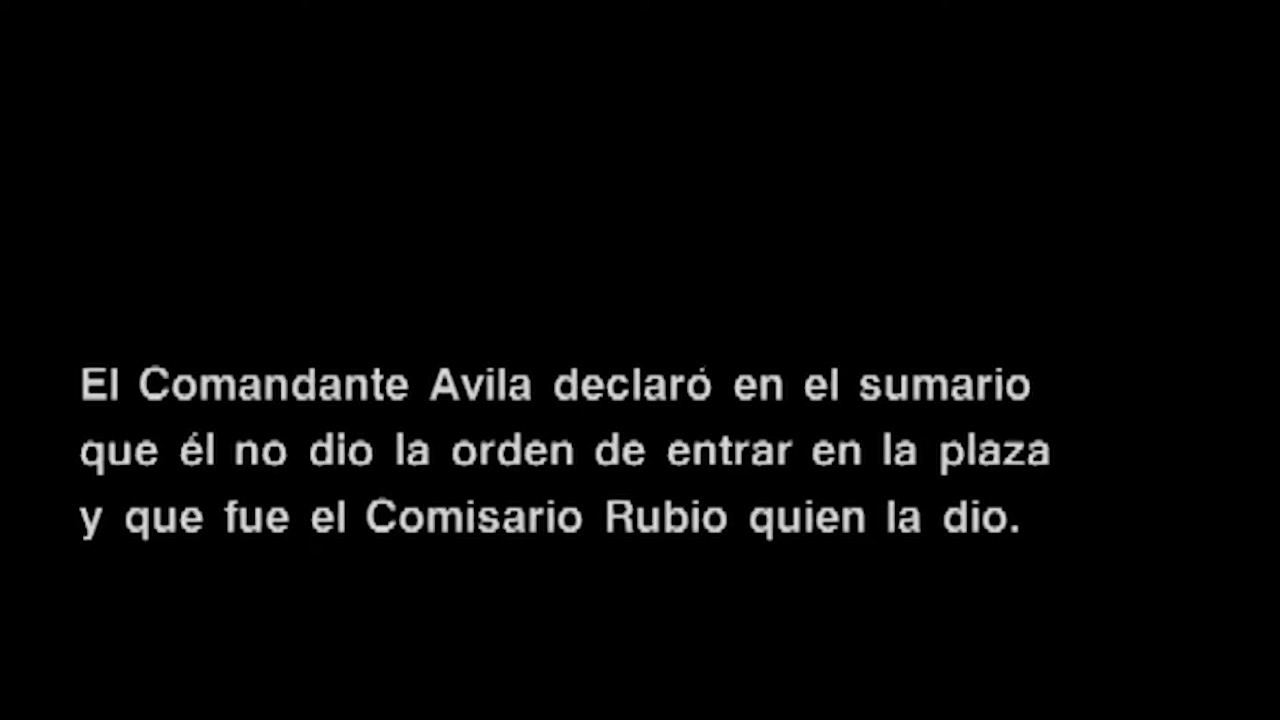 El Comandante Avila declaró en el sumario
que él no dio la orden de entrar en la plaza
y que fue el Comisario Rubio quien la dio.